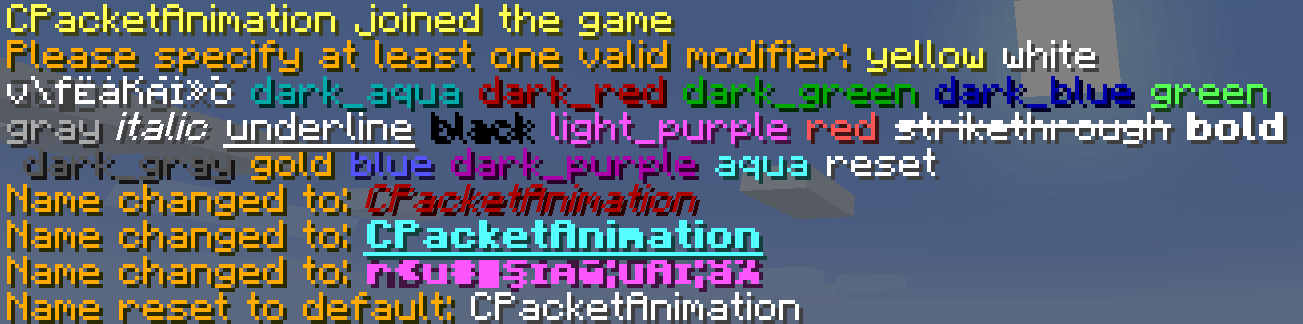 CPacketAnimation joined the game
Please specify at least one valid modifier: yellow white
dark_aqua dark_red dark_green dark_blue green
gray italic underline black light_purple red strikethrough bold
dark_gray gold blue dark_purple aqua reset
Name changed to: CPacketAnimation
Name changed to: CPacketAnimation
Name changed to:
Name reset to default: CPacketAnimation